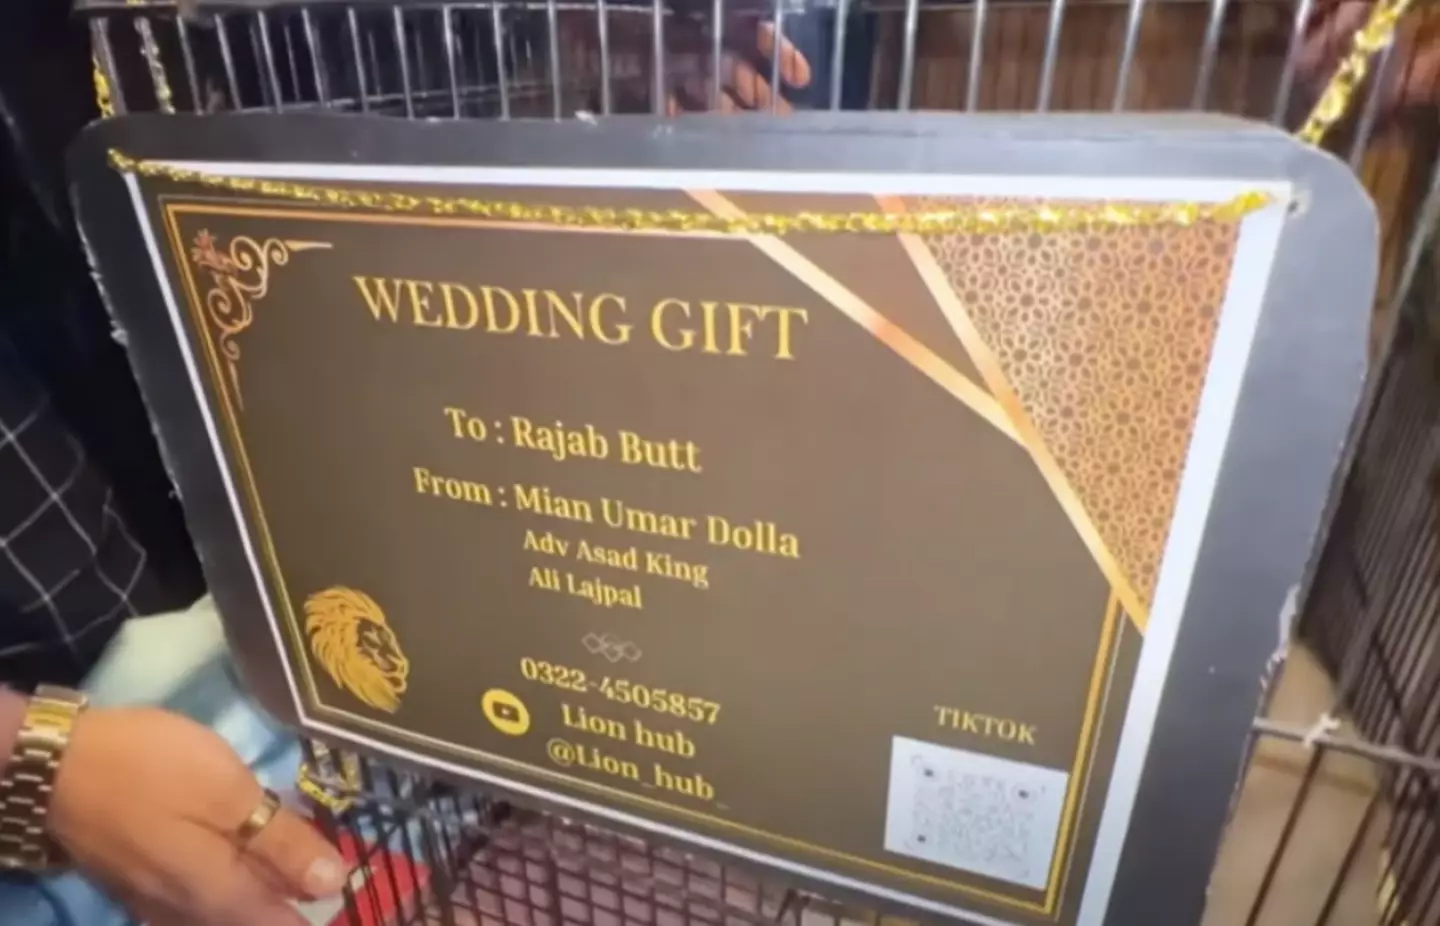 WEDDING GIFT
To : Rajab Butt
From : Mian Umar Dolla
Adv Asad King
Ali Lajpal
0322-4505857
Lion hub
@Lion_hub_
TIKTOK